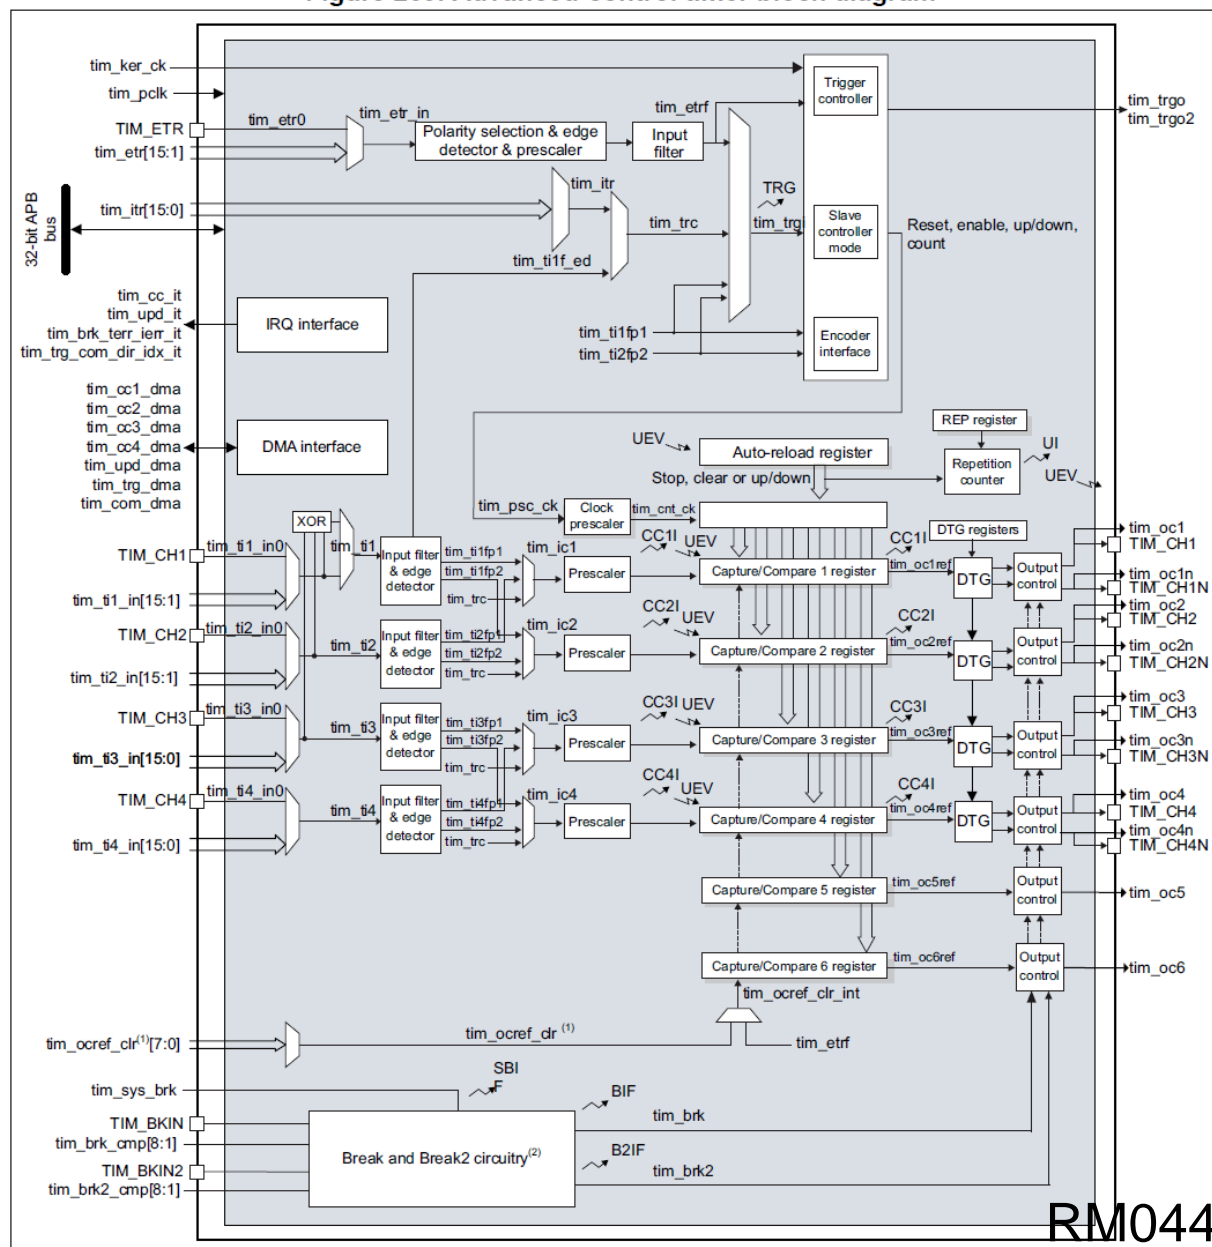 tim_ker_ck
tim_pclk
TIM_ETR
tim_etr0
tim_etr_in
tim_etr[15:1]
Polarity selection & edge
detector & prescaler
Input
filter
tim_etrf
Trigger
controller
tim_trgo
tim_trgo2
32-bit APB
bus
tim_itr[15:0]
tim_itr
tim_trc
tim_ti1f_ed
TRG
tim_trgi
Slave
controller
mode
Reset, enable, up/down,
count
tim_cc_it
tim_upd_it
tim_brk_terr_ierr_it
tim_trg_com_dir_idx_it
IRQ interface
tim_ti1fp1
tim_ti2fp2
Encoder
interface
tim_cc1_dma
tim_cc2_dma
tim_cc3_dma
tim_cc4_dma
tim_upd_dma
tim_trg_dma
tim_com_dma
DMA interface
UEV
Auto-reload register
Stop, clear or up/down
REP register
Repetition
counter
UI
UEV
tim_psc_ck
Clock
prescaler
tim_cnt_ck
XOR
TIM_CH1
tim_ti1_in0
tim_ti1_in[15:1]
tim_ti1
Input filter
& edge
detector
tim_ti1fp1
tim_ti1fp2
tim_trc
tim_ic1
Prescaler
CC1I
UEV
Capture/Compare 1 register
CC1I
tim_oc1ref
DTG registers
DTG
Output
control
tim_oc1
TIM_CH1
tim_oc1n
TIM_CH1N
TIM_CH2
tim_ti2_in0
tim_ti2_in[15:1]
tim_ti2
Input filter
& edge
detector
tim_ti2fp1
tim_ti2fp2
tim_trc
tim_ic2
Prescaler
CC2I
UEV
Capture/Compare 2 register
CC2I
tim_oc2ref
DTG
Output
control
tim_oc2
TIM_CH2
tim_oc2n
TIM_CH2N
TIM_CH3
tim_ti3_in0
tim_ti3_in[15:0]
tim_ti3
Input filter
& edge
detector
tim_ti3fp1
tim_ti3fp2
tim_trc
tim_ic3
Prescaler
CC3I
UEV
Capture/Compare 3 register
CC3I
tim_oc3ref
DTG
Output
control
tim_oc3
TIM_CH3
tim_oc3n
TIM_CH3N
TIM_CH4
tim_ti4_in0
tim_ti4_in[15:0]
tim_ti4
Input filter
& edge
detector
tim_ti4fp1
tim_ti4fp2
tim_trc
tim_ic4
Prescaler
CC4I
UEV
Capture/Compare 4 register
CC4I
tim_oc4ref
DTG
Output
control
tim_oc4
TIM_CH4
tim_oc4n
TIM_CH4N
Capture/Compare 5 register
tim_oc5ref
Output
control
tim_oc5
Capture/Compare 6 register
tim_oc6ref
Output
control
tim_oc6
tim_ocref_clr_int
tim_ocref_clr(1)[7:0]
tim_ocref_clr (1)
tim_etrf
tim_sys_brk
SBI
F
TIM_BKIN
tim_brk_cmp[8:1]
TIM_BKIN2
tim_brk2_cmp[8:1]
Break and Break2 circuitry(2)
BIF
tim_brk
B2IF
tim_brk2
RM044